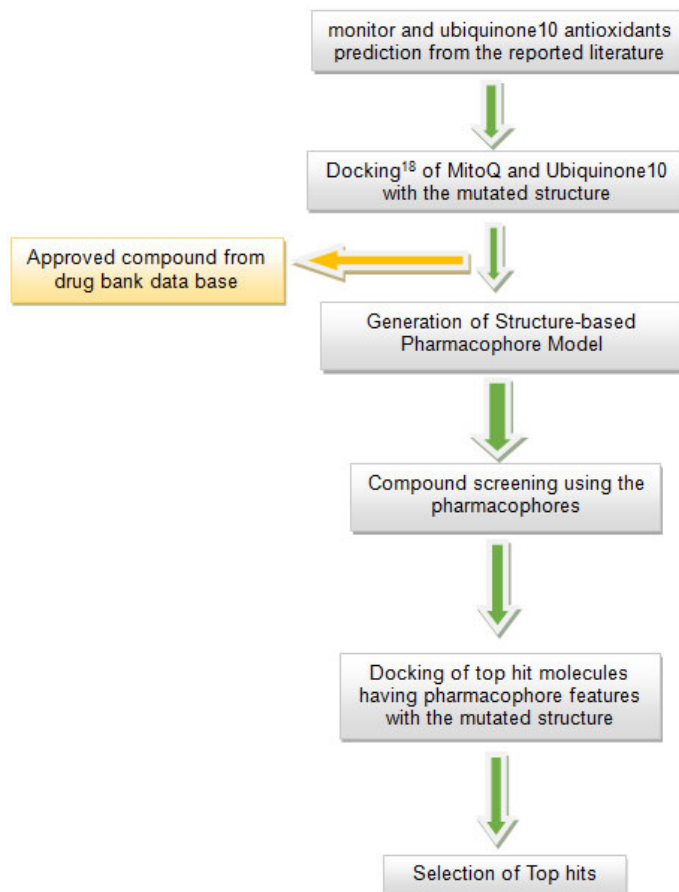 monitor and ubiquinone10 antioxidants
prediction from the reported literature
Docking¹⁸ of MitoQ and Ubiquinone10
with the mutated structure
Approved compound from
drug bank data base
Generation of Structure-based
Pharmacophore Model
Compound screening using the
pharmacophores
Docking of top hit molecules
having pharmacophore features
with the mutated structure
Selection of Top hits